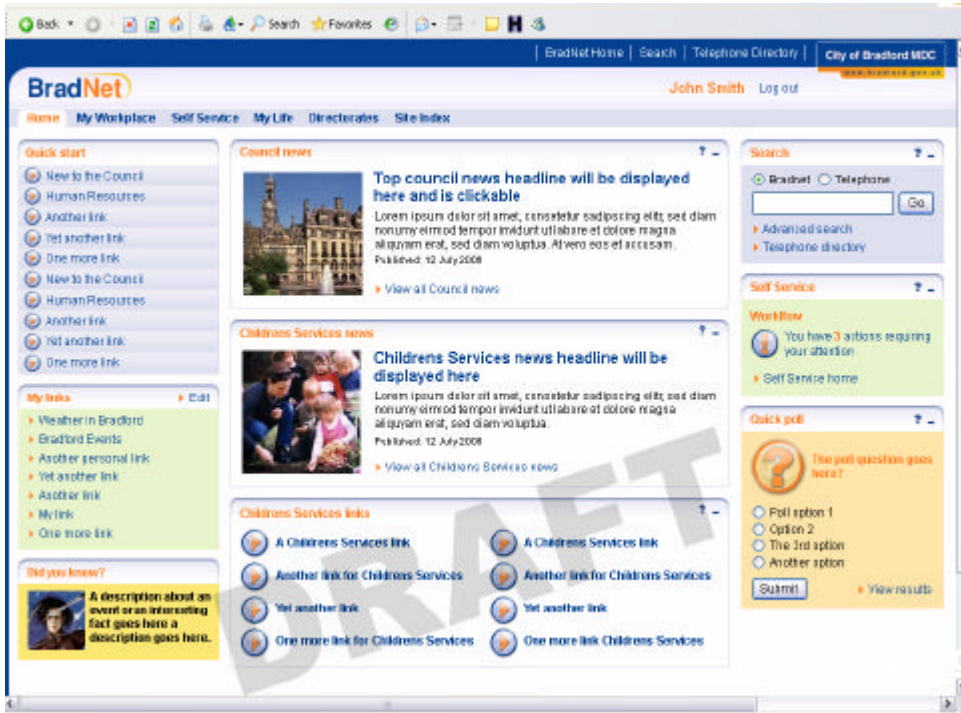 Back Search Favorites
BradNet Home | Search | Telephone Directory |
City of Bradford MDC
www.bradford.gov.uk
BradNet
John Smith Log out
Home My Workplace Self Service My Life Directorates Site Index
Quick start
New to the Council
Human Resources
Another link
Yet another link
One more link
New to the Council
Human Resources
Another link
Yet another link
One more link
My links Edit
Weather in Bradford
Bradford Events
Another personal link
Yet another link
Another link
My link
One more link
Did you know?
A description about an
event or an interesting
fact goes here a
description goes here.
Council news ? -
Top council news headline will be displayed
here and is clickable
Lorem ipsum dolor sit amet, consetetur sadipscing elitr, sed diam
nonumy eirmod tempor invidunt ut labore et dolore magna
aliquyam erat, sed diam voluptua. At vero eos et accusam.
Published: 12 July 2006
View all Council news
Childrens Services news ? -
Childrens Services news headline will be
displayed here
Lorem ipsum dolor sit amet, consetetur sadipscing elitr, sed diam
nonumy eirmod tempor invidunt ut labore et dolore magna
aliquyam erat, sed diam voluptua.
Published: 12 July 2006
View all Childrens Services news
Childrens Services links ? -
A Childrens Services link
Another link for Childrens Services
Yet another link
One more link for Childrens Services
A Childrens Services link
Another link for Childrens Services
Yet another link
One more link Childrens Services
Search ? -
Bradnet Telephone
Go
Advanced search
Telephone directory
Self Service ? -
Workflow
You have 3 actions requiring
your attention
Self Service home
Quick poll ? -
The poll question goes
here?
Poll option 1
Option 2
The 3rd option
Another option
Submit View results
DRAFT